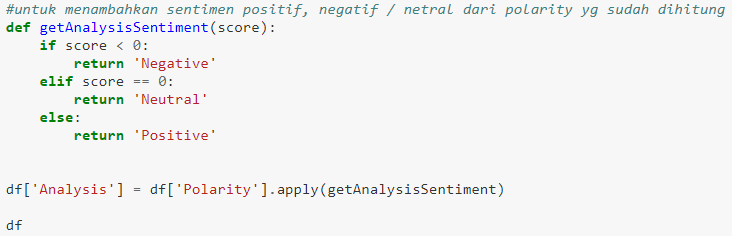 #untuk menambahkan sentimen positif, negatif / netral dari polarity yg sudah dihitung
def getAnalysisSentiment(score):
    if score < 0:
        return 'Negative'
    elif score == 0:
        return 'Neutral'
    else:
        return 'Positive'
df['Analysis'] = df['Polarity'].apply(getAnalysisSentiment)
df